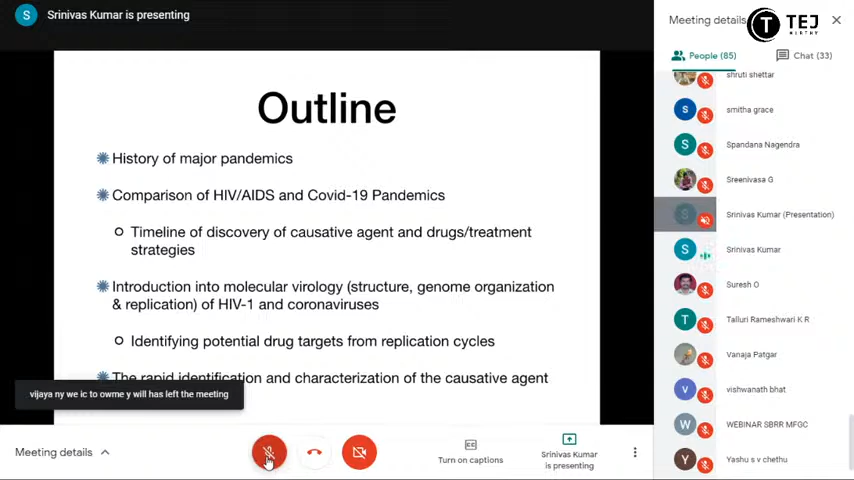 S Srinivas Kumar is presenting
Meeting details
TEJ
People (85)
Chat (33)
Outline
History of major pandemics
Comparison of HIV/AIDS and Covid-19 Pandemics
Timeline of discovery of causative agent and drugs/treatment
strategies
Introduction into molecular virology (structure, genome organization
& replication) of HIV-1 and coronaviruses
Identifying potential drug targets from replication cycles
The rapid identification and characterization of the causative agent
vijaya ny we ic to owme y will has left the meeting
shruti shettar
S smitha grace
S Spandana Nagendra
Sreenivasa G
S Srinivas Kumar (Presentation)
S Srinivas Kumar
Suresh O
T Talluri Rameshwari K R
Vanaja Patgar
V vishwanath bhat
W WEBINAR SBRR MFGC
Y Yashu s v chethu
Meeting details
CC
Turn on captions
Srinivas Kumar
is presenting